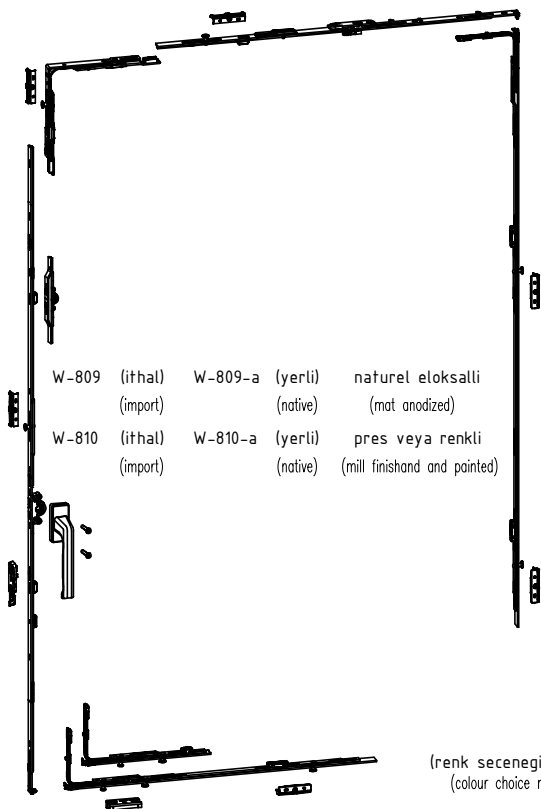 W-809 (ithal) W-809-a (yerli) naturel eloksalli
(import) (native) (mat anodized)
W-810 (ithal) W-810-a (yerli) pres veya renkli
(import) (native) (mill finishand and painted)
(renk secenegi
(colour choice